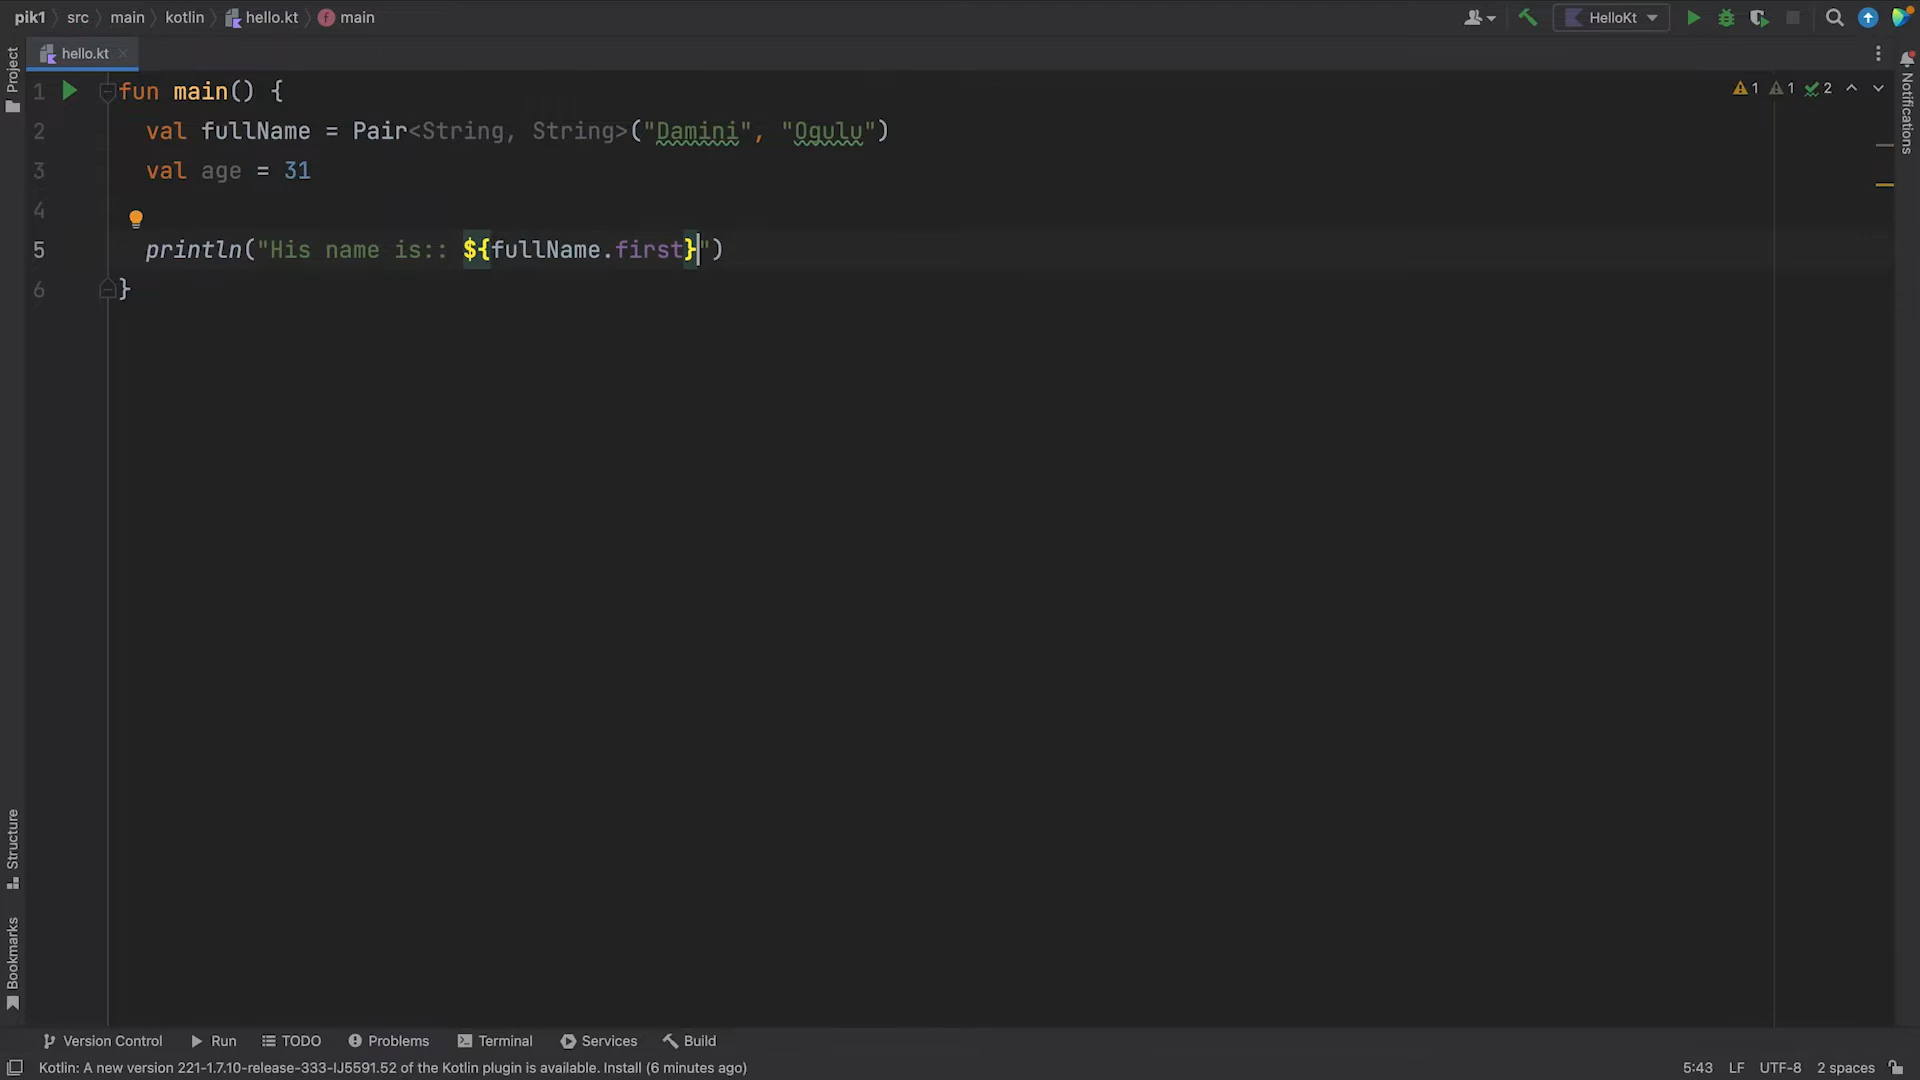 pik1 src main kotlin hello.kt main HelloKt
hello.kt
1 fun main() {
2 val fullName = Pair<String, String>("Damini", "Ogulu")
3 val age = 31
4
5 println("His name is:: ${fullName.first}")
6 }
1 1 2
Project
Structure
Bookmarks
Notifications
Version Control Run TODO Problems Terminal Services Build
Kotlin: A new version 221-1.7.10-release-333-IJ5591.52 of the Kotlin plugin is available. Install (6 minutes ago) 5:43 LF UTF-8 2 spaces